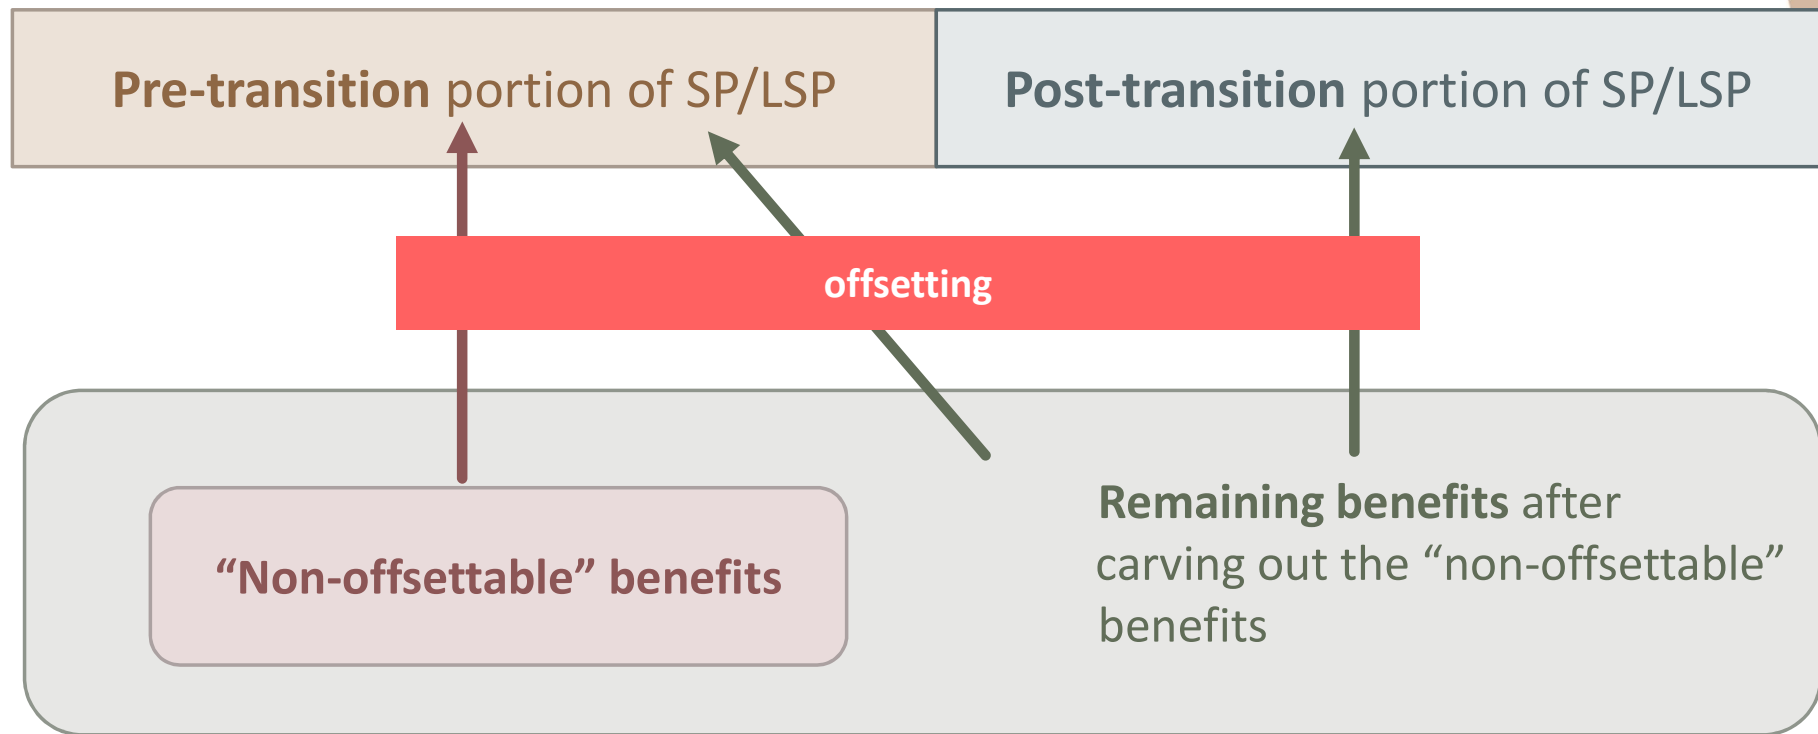 Pre-transition portion of SP/LSP
Post-transition portion of SP/LSP
offsetting
“Non-offsettable” benefits
Remaining benefits after
carving out the “non-offsettable”
benefits